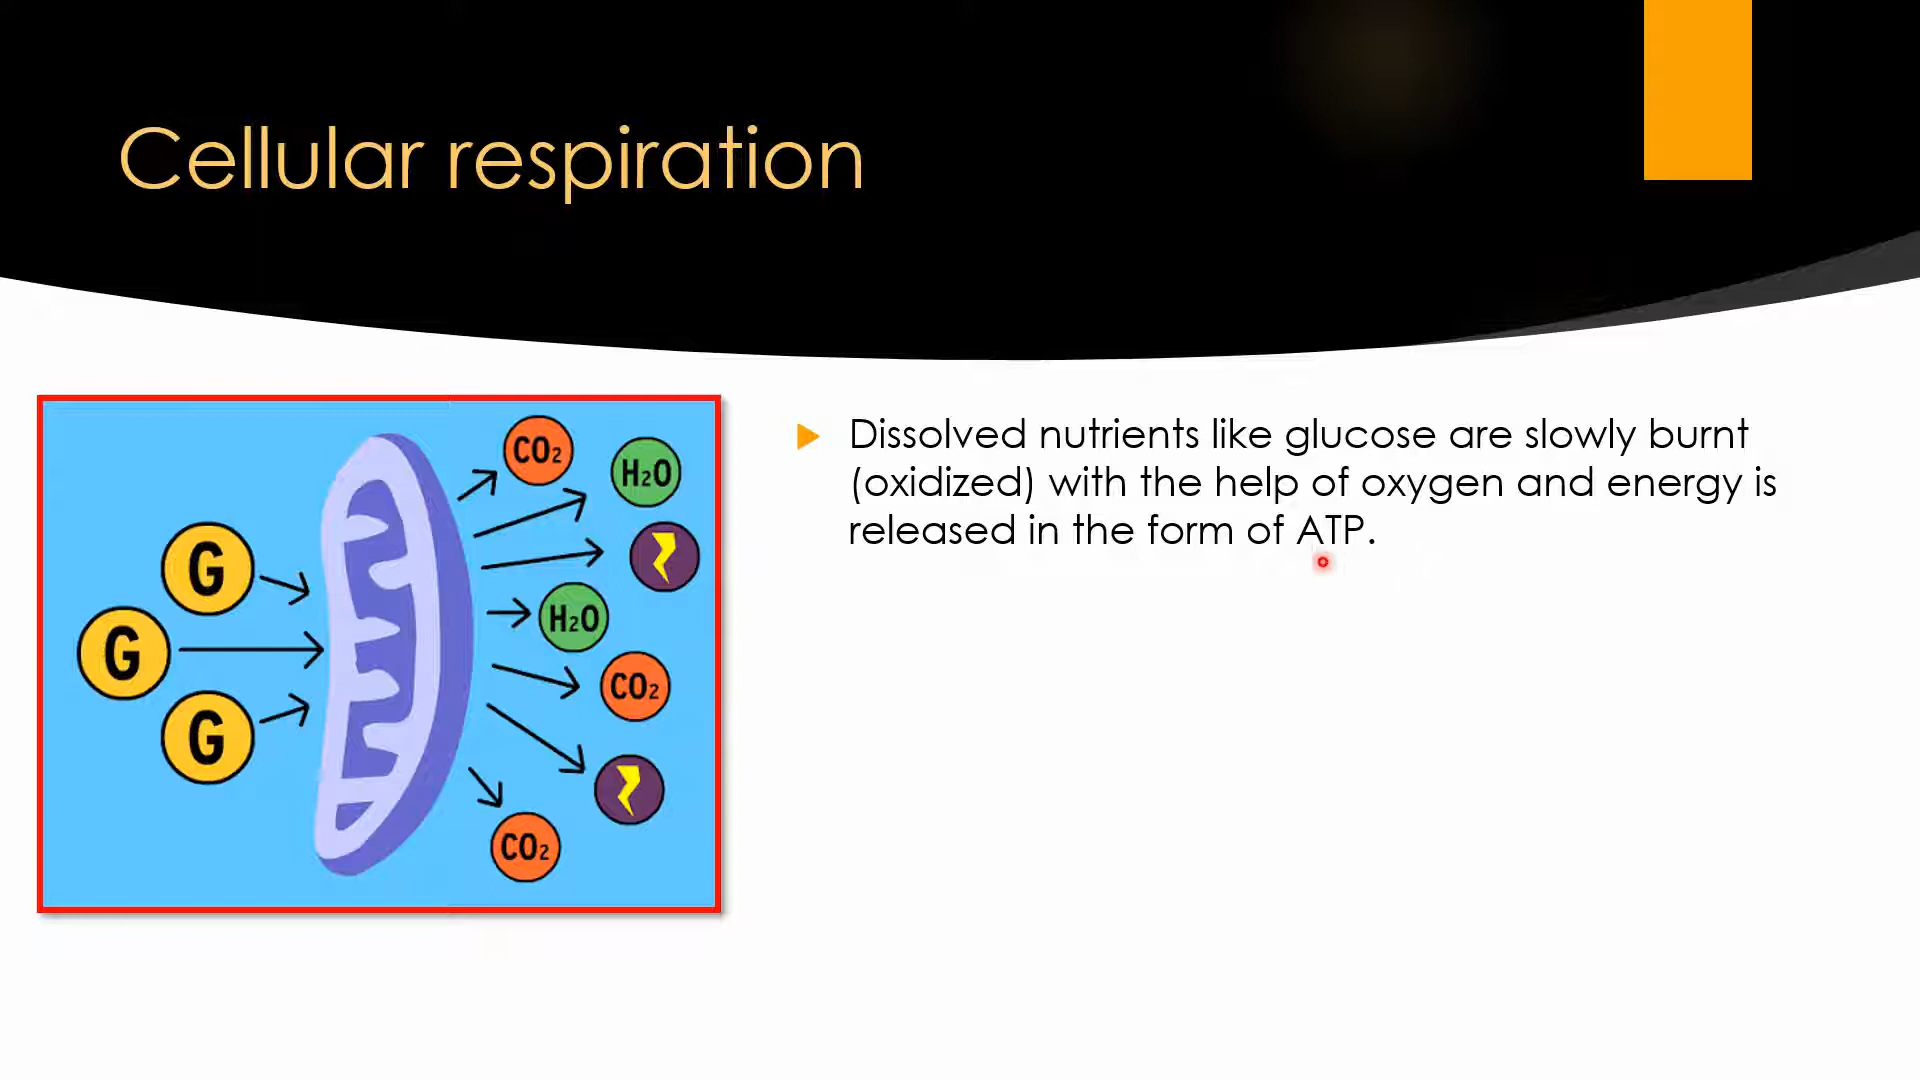 Cellular respiration
Dissolved nutrients like glucose are slowly burnt
(oxidized) with the help of oxygen and energy is
released in the form of ATP.
CO₂
H₂O
G
H₂O
G
CO₂
G
CO₂